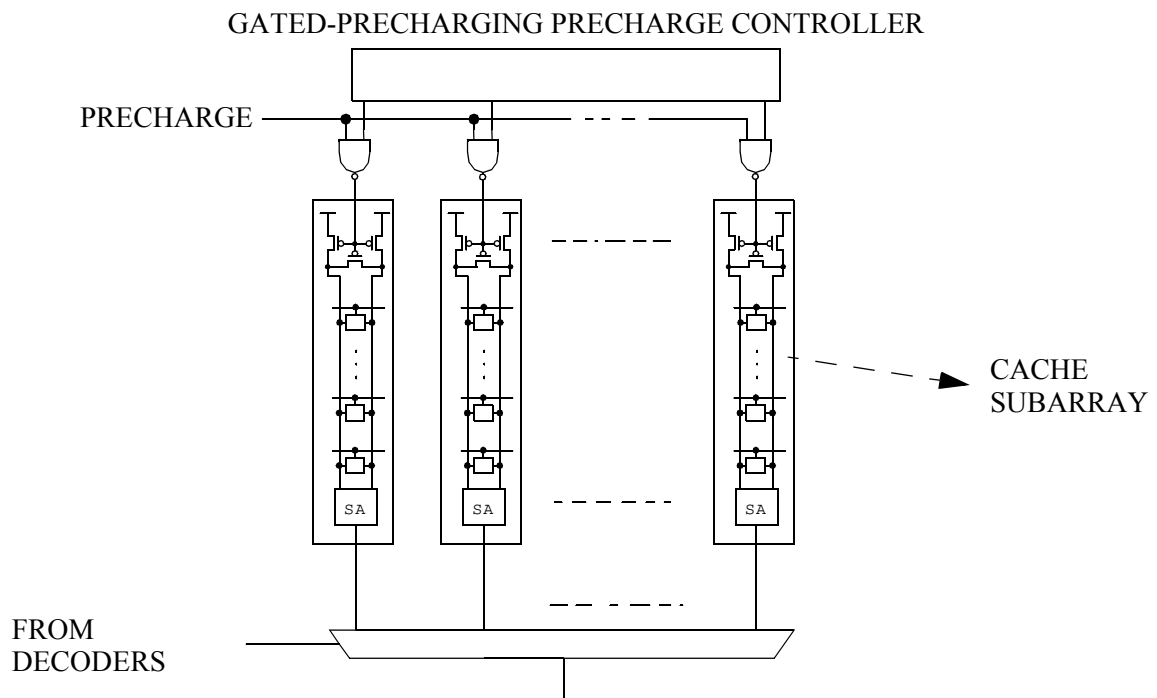 GATED-PRECHARGING PRECHARGE CONTROLLER
PRECHARGE
CACHE
SUBARRAY
SA
SA
SA
FROM
DECODERS